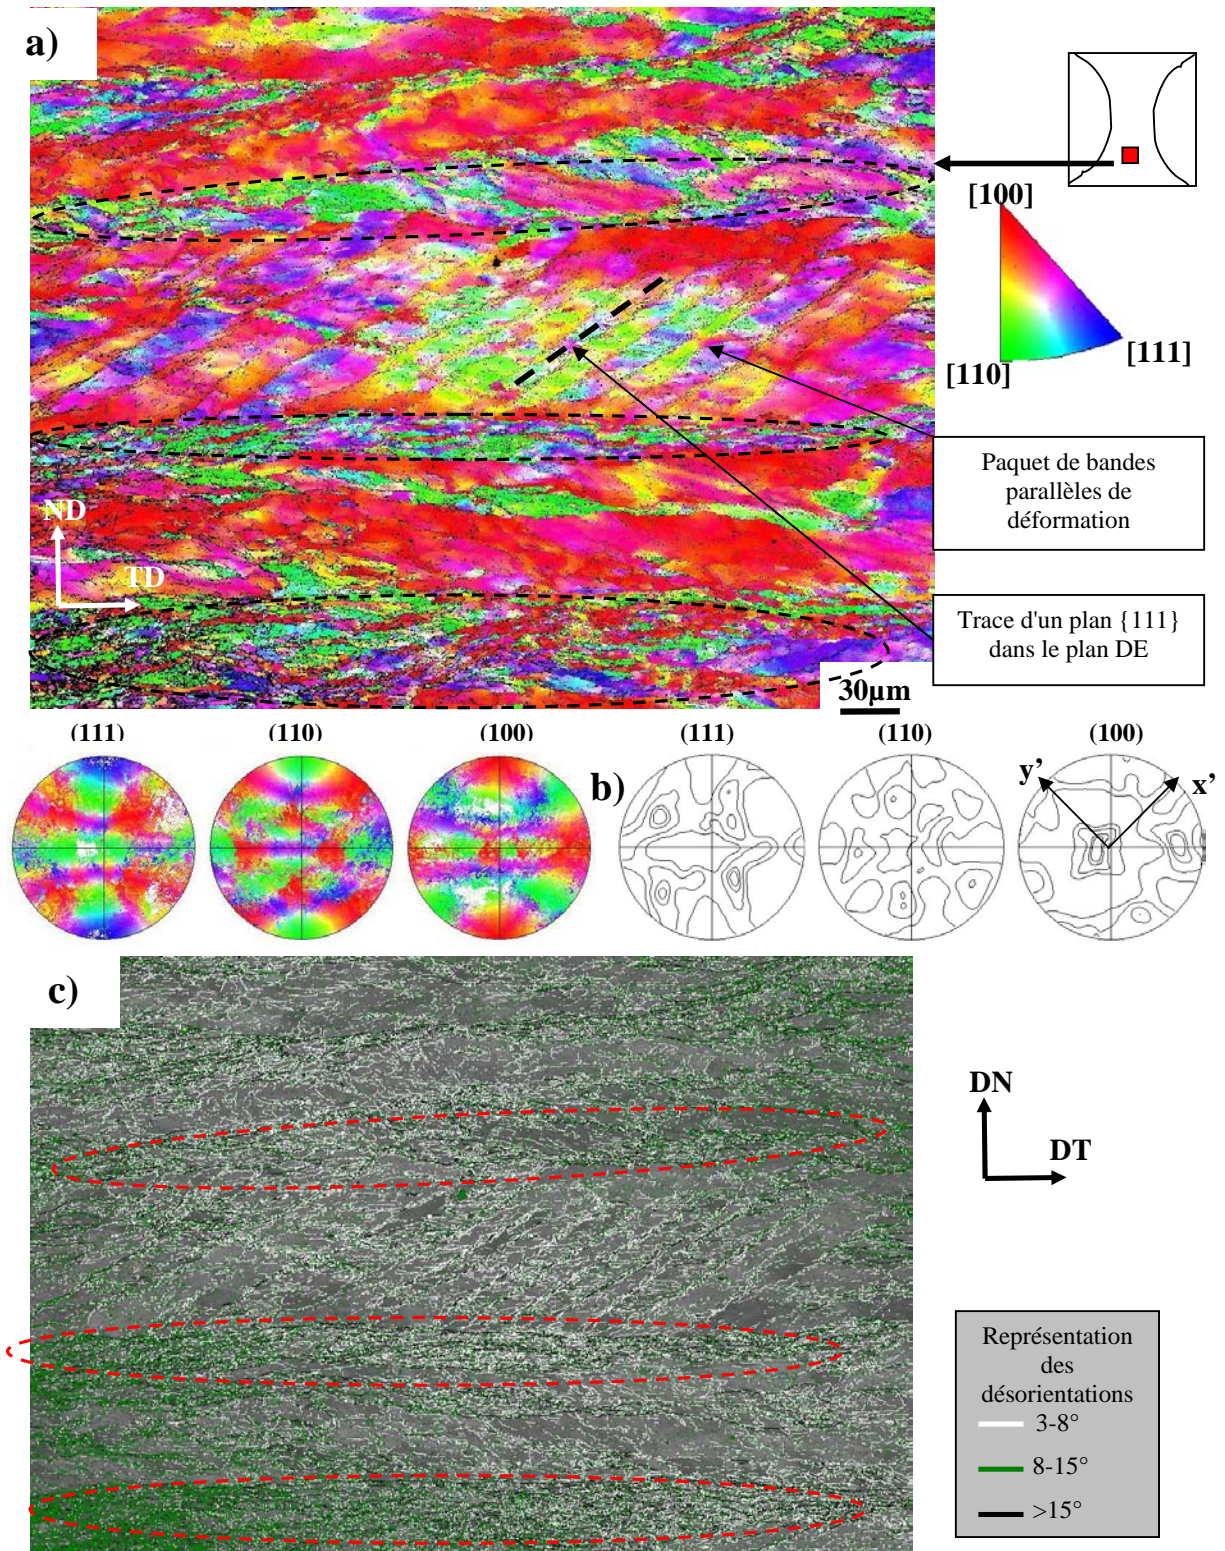 a)
[100]
[110]
[111]
Paquet de bandes
parallèles de
déformation
ND
TD
Trace d'un plan {111}
dans le plan DE
30µm
(111)
(110)
(100)
b)
(111)
(110)
(100)
y’
x’
c)
DN
DT
Représentation
des
désorientations
3-8°
8-15°
>15°